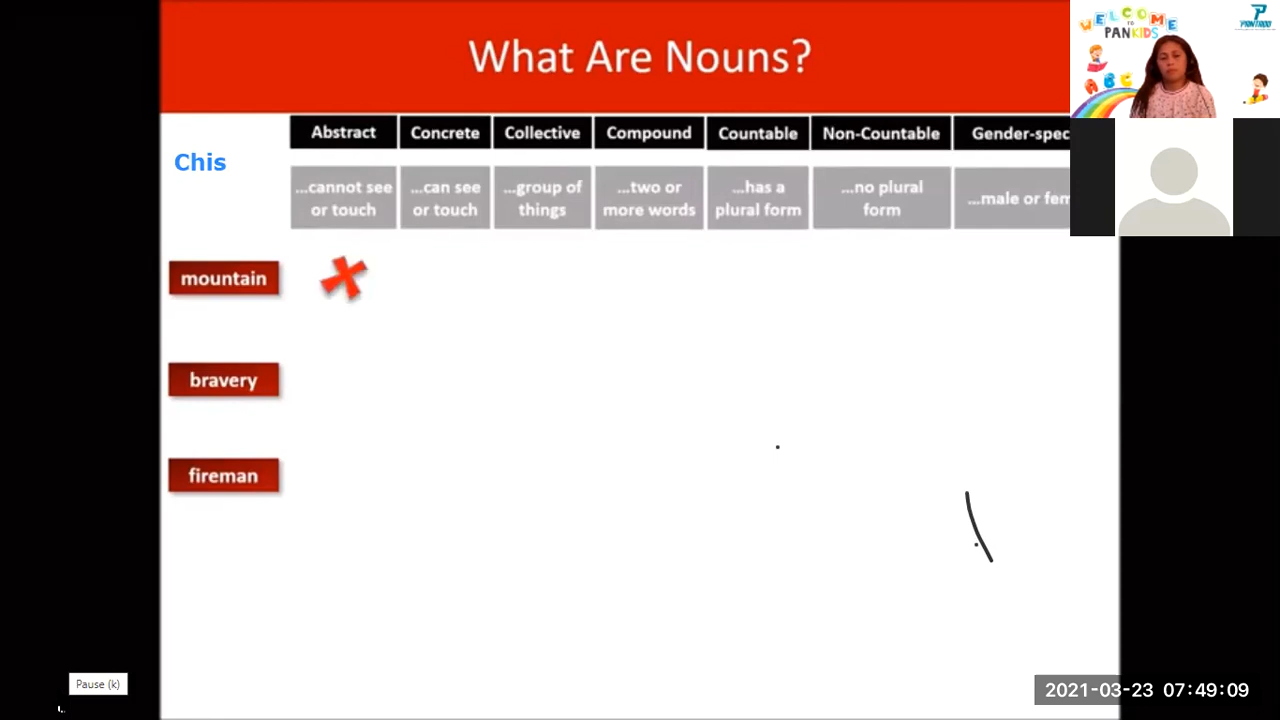 What Are Nouns?
WELCOME
TO
PANKIDS
ABC
Chis
Abstract Concrete Collective Compound Countable Non-Countable Gender-spec
...cannot see or touch
...can see or touch
...group of things
...two or more words
...has a plural form
...no plural form
...male or fem
mountain
bravery
fireman
Pause (k)
2021-03-23 07:49:09